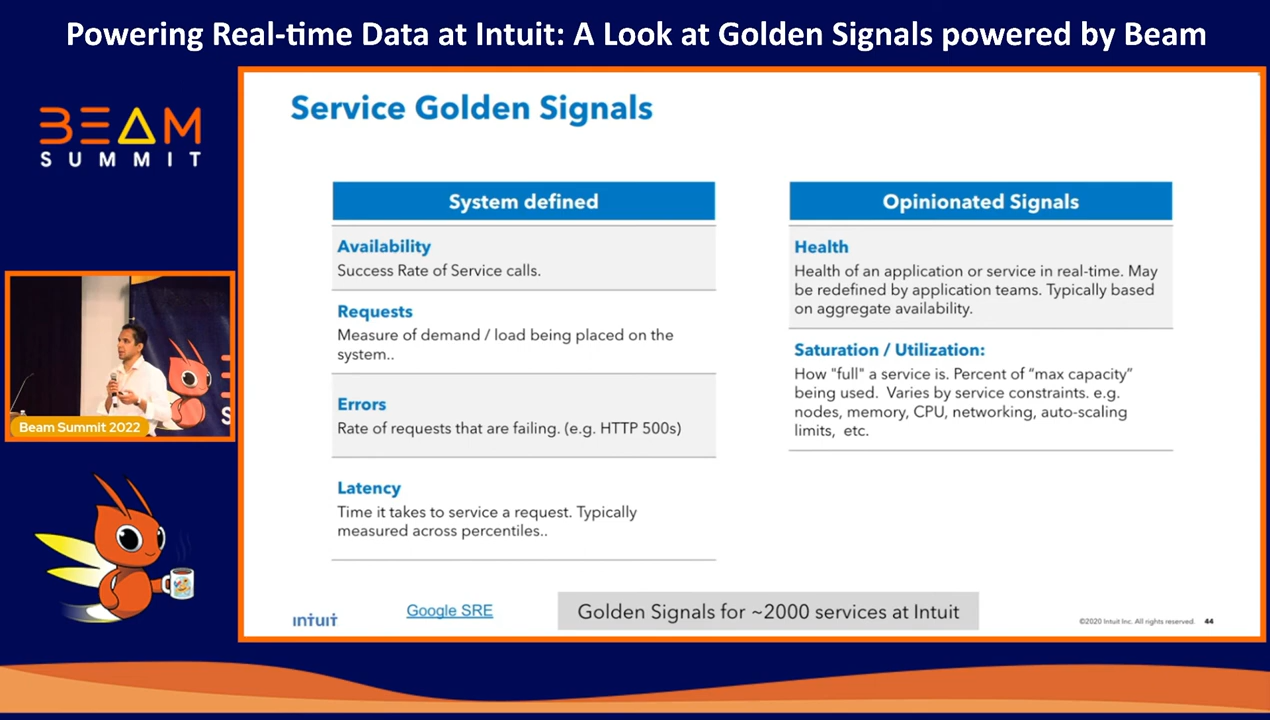 Powering Real-time Data at Intuit: A Look at Golden Signals powered by Beam
BEAM
SUMMIT
Beam Summit 2022
Service Golden Signals
System defined
Availability
Success Rate of Service calls.
Requests
Measure of demand / load being placed on the
system..
Errors
Rate of requests that are failing. (e.g. HTTP 500s)
Latency
Time it takes to service a request. Typically
measured across percentiles..
Opinionated Signals
Health
Health of an application or service in real-time. May
be redefined by application teams. Typically based
on aggregate availability.
Saturation / Utilization:
How "full" a service is. Percent of “max capacity”
being used.  Varies by service constraints. e.g.
nodes, memory, CPU, networking, auto-scaling
limits,  etc.
intuit
Google SRE
Golden Signals for ~2000 services at Intuit
©2020 Intuit Inc. All rights reserved.
44